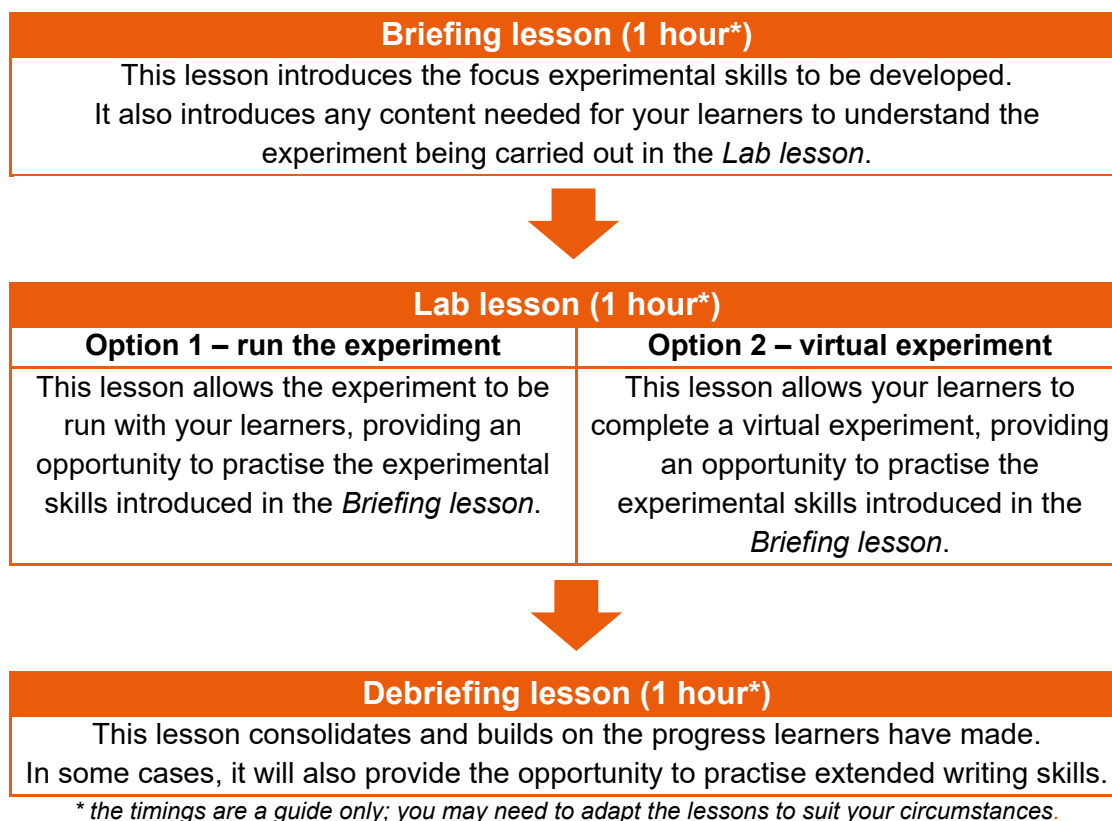 Briefing lesson (1 hour*)
This lesson introduces the focus experimental skills to be developed.
It also introduces any content needed for your learners to understand the
experiment being carried out in the Lab lesson.
Lab lesson (1 hour*)
Option 1 – run the experiment
This lesson allows the experiment to be
run with your learners, providing an
opportunity to practise the experimental
skills introduced in the Briefing lesson.
Option 2 – virtual experiment
This lesson allows your learners to
complete a virtual experiment, providing
an opportunity to practise the
experimental skills introduced in the
Briefing lesson.
Debriefing lesson (1 hour*)
This lesson consolidates and builds on the progress learners have made.
In some cases, it will also provide the opportunity to practise extended writing skills.
* the timings are a guide only; you may need to adapt the lessons to suit your circumstances.